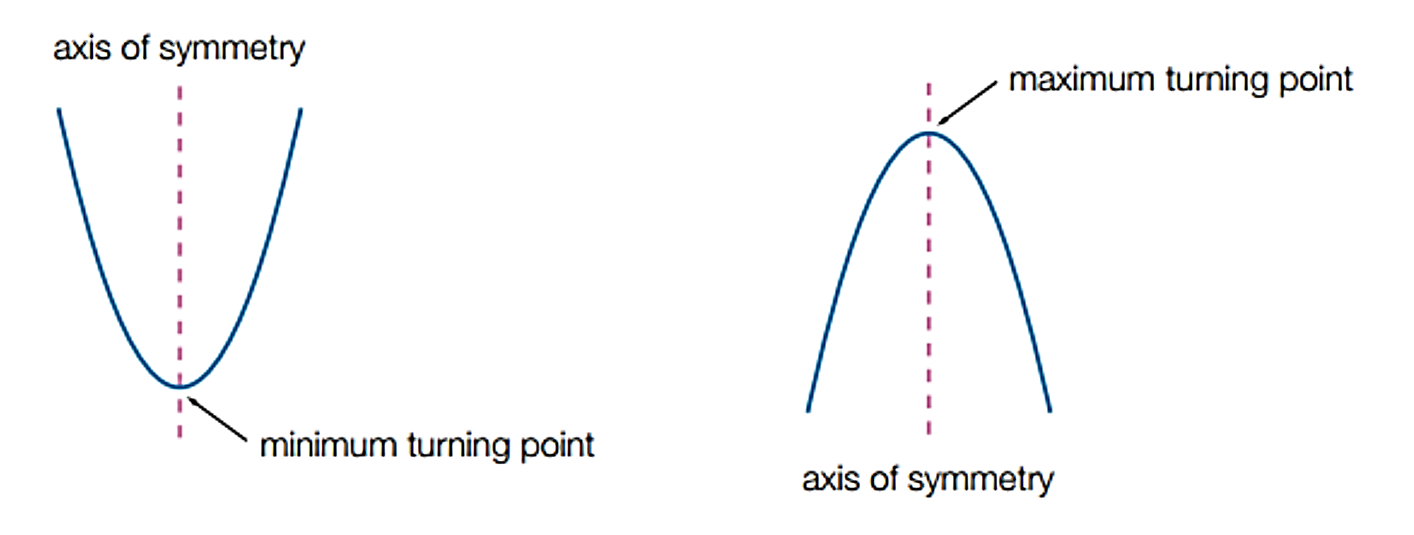 axis of symmetry
minimum turning point
maximum turning point
axis of symmetry